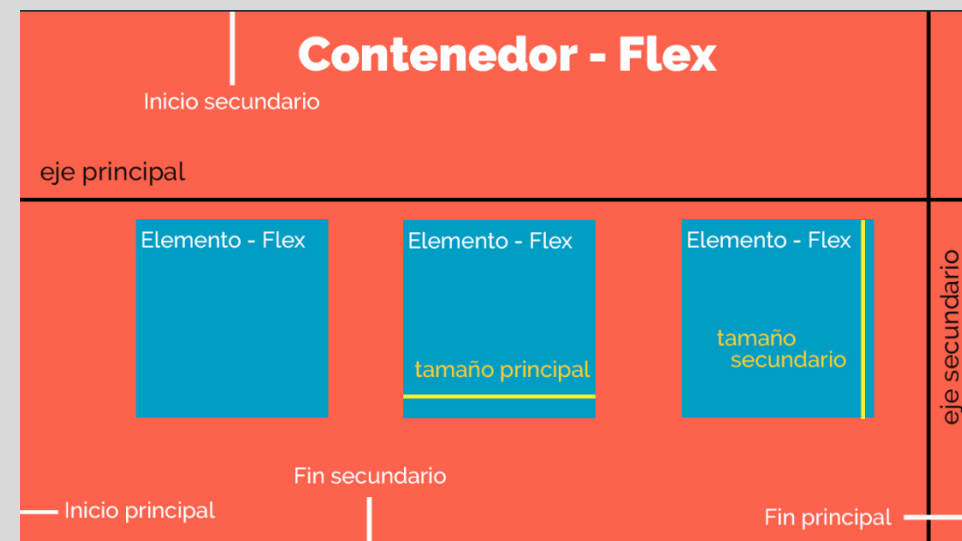 Contenedor - Flex
Inicio secundario
eje principal
Elemento - Flex
Elemento - Flex
Elemento - Flex
tamaño principal
tamaño
secundario
eje secundario
Fin secundario
Inicio principal
Fin principal